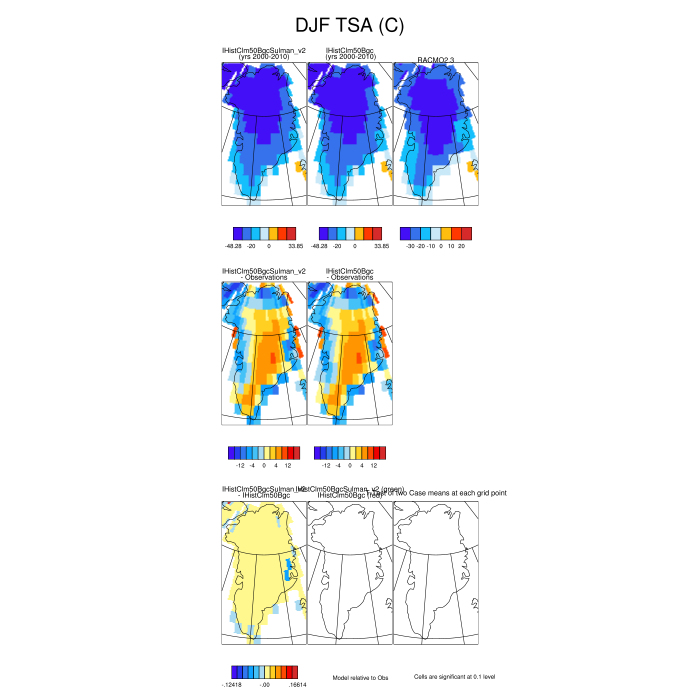 DJF TSA (C)
IHistClm50BgcSulman_v2
(yrs 2000-2010)
IHistClm50Bgc
(yrs 2000-2010)
RACMO2.3
-48.28 -20 0 33.85
-48.28 -20 0 33.85
-30 -20 -10 0 10 20
IHistClm50BgcSulman_v2
- Observations
IHistClm50Bgc
- Observations
-12 -4 0 4 12
-12 -4 0 4 12
IHistClm50BgcSulman_v2
- IHistClm50Bgc
IHistClm50BgcSulman_v2 (green)
IHistClm50Bgc (red)
of two Case means at each grid point
-.12418 -.00 .16614
Model relative to Obs
Cells are significant at 0.1 level